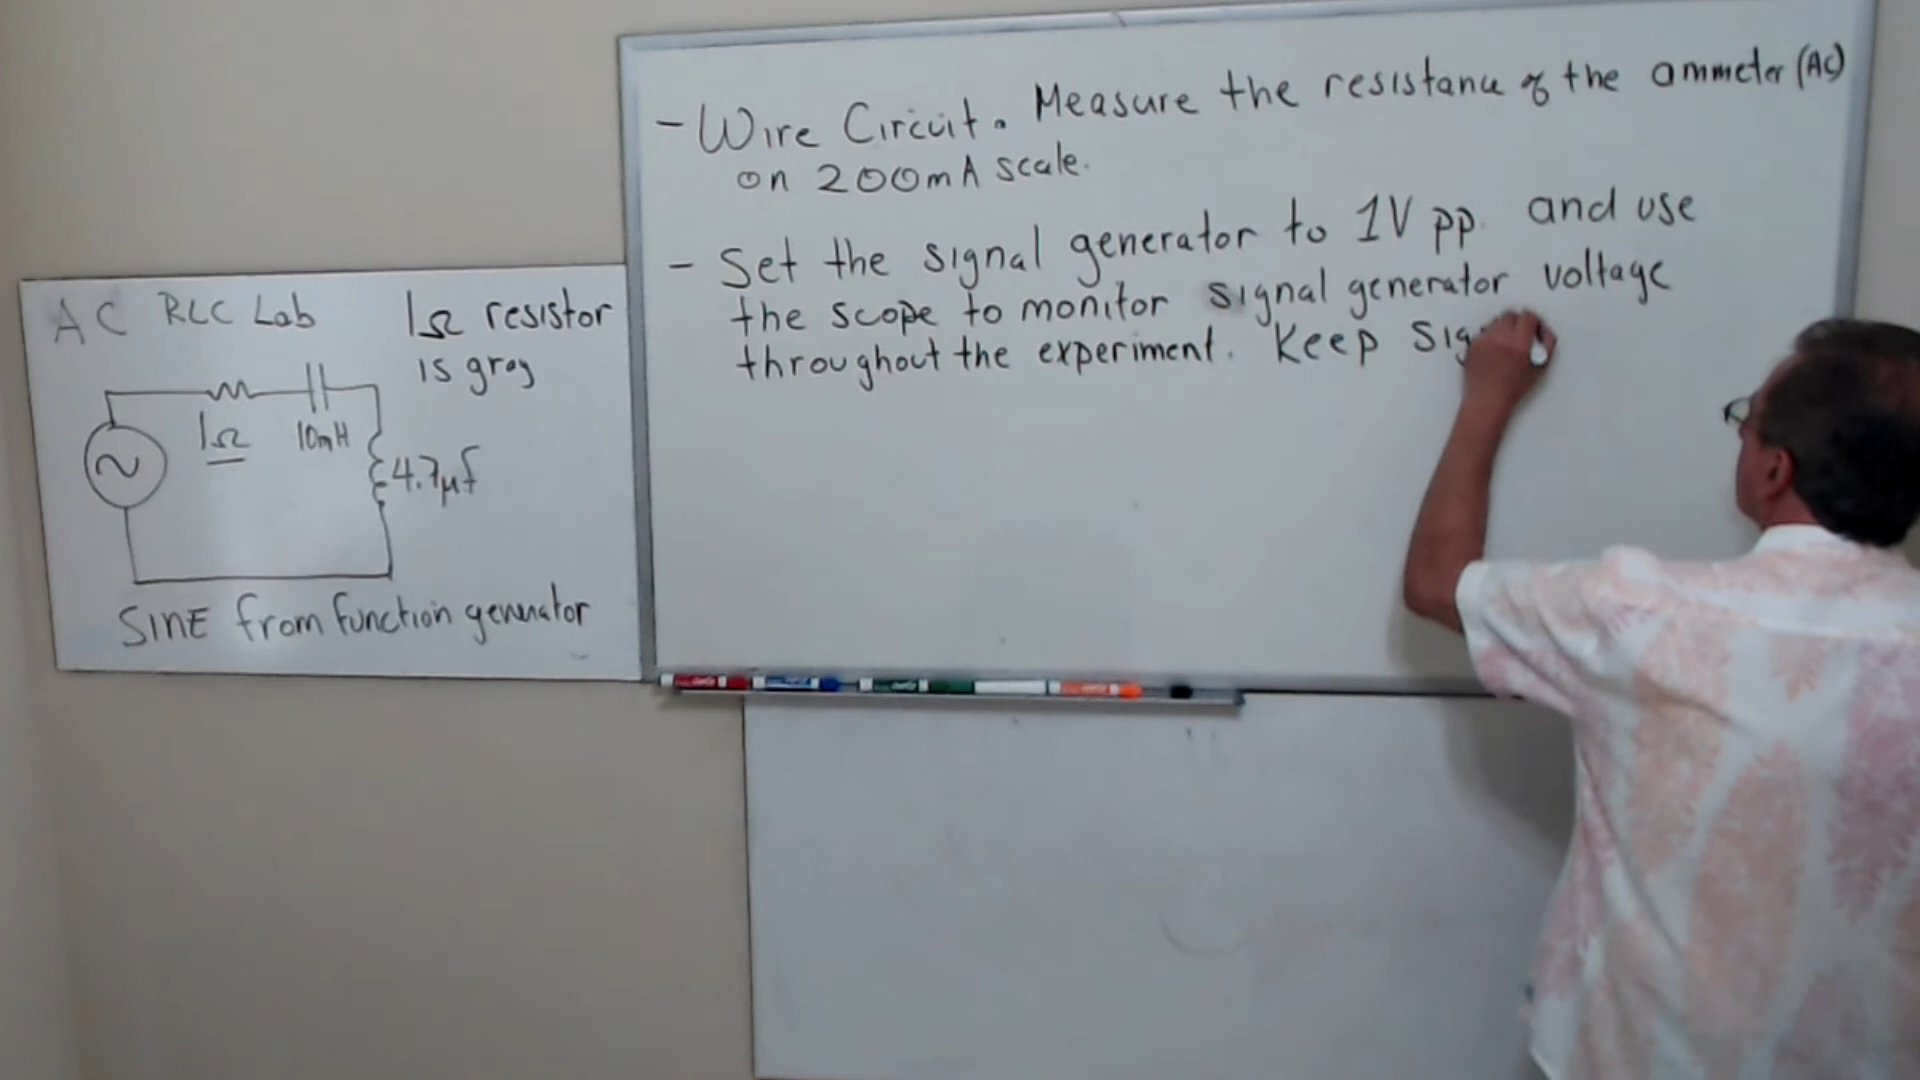 AC RLC Lab
1Ω resistor
is gray
1Ω
10mH
4.7μf
SINE from function generator
- Wire Circuit. Measure the resistance of the ammeter (AC)
on 200mA scale.
- Set the signal generator to 1V pp. and use
the scope to monitor signal generator voltage
throughout the experiment. Keep sig